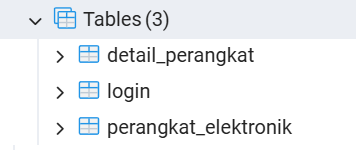 Tables (3)
detail_perangkat
login
perangkat_elektronik